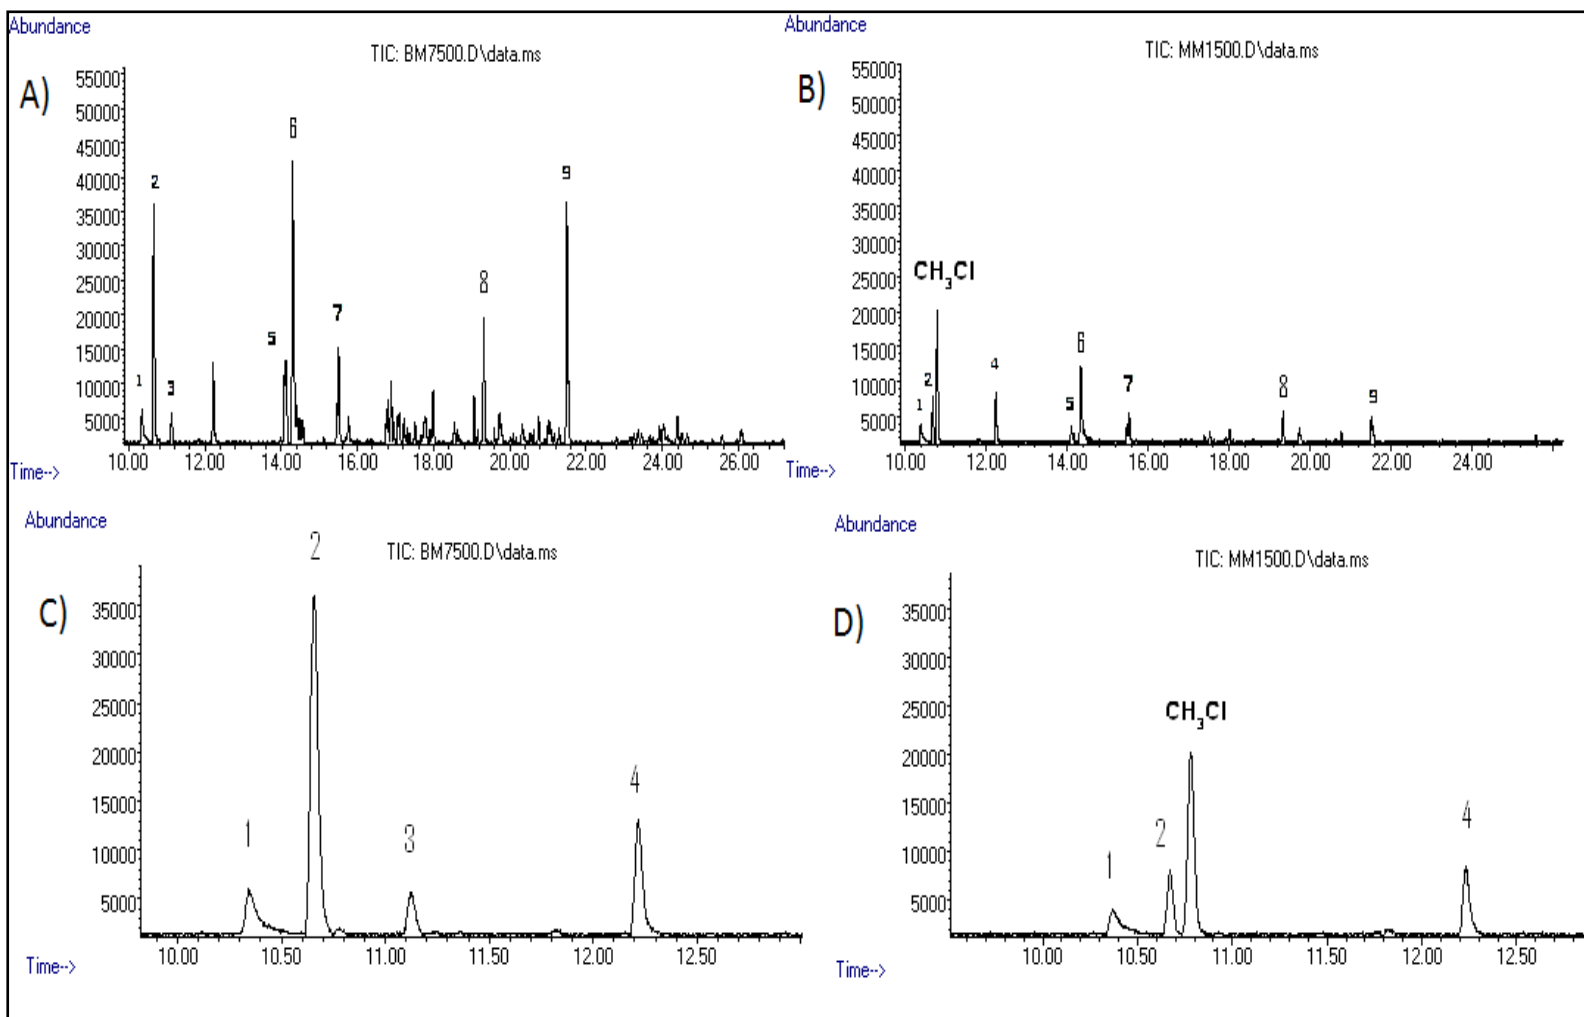 Abundance
TIC: BM7500.D\data.ms
A)
55000
50000
45000
40000
35000
30000
25000
20000
15000
10000
5000
1
2
3
5
6
7
8
9
10.00 12.00 14.00 16.00 18.00 20.00 22.00 24.00 26.00
Time-->
Abundance
TIC: MM1500.D\data.ms
B)
55000
50000
45000
40000
35000
30000
25000
20000
15000
10000
5000
CH3Cl
1
2
4
5
6
7
8
9
10.00 12.00 14.00 16.00 18.00 20.00 22.00 24.00
Time-->
Abundance
TIC: BM7500.D\data.ms
C)
35000
30000
25000
20000
15000
10000
5000
1
2
3
4
10.00 10.50 11.00 11.50 12.00 12.50
Time-->
Abundance
TIC: MM1500.D\data.ms
D)
35000
30000
25000
20000
15000
10000
5000
1
2
CH3Cl
4
10.00 10.50 11.00 11.50 12.00 12.50
Time-->